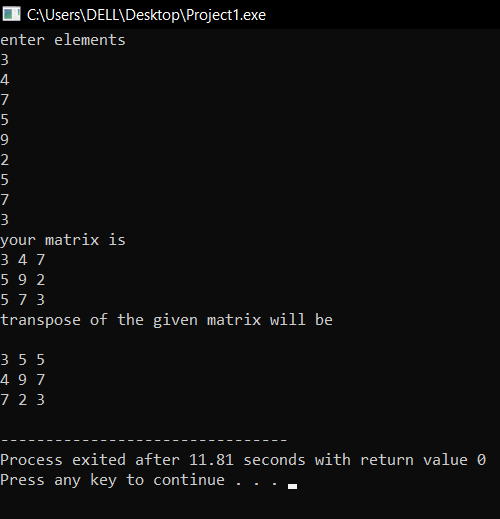 C:\Users\DELL\Desktop\Project1.exe
enter elements
3
4
7
5
9
2
5
7
3
your matrix is
3 4 7
5 9 2
5 7 3
transpose of the given matrix will be
3 5 5
4 9 7
7 2 3
--------------------------------
Process exited after 11.81 seconds with return value 0
Press any key to continue . . .